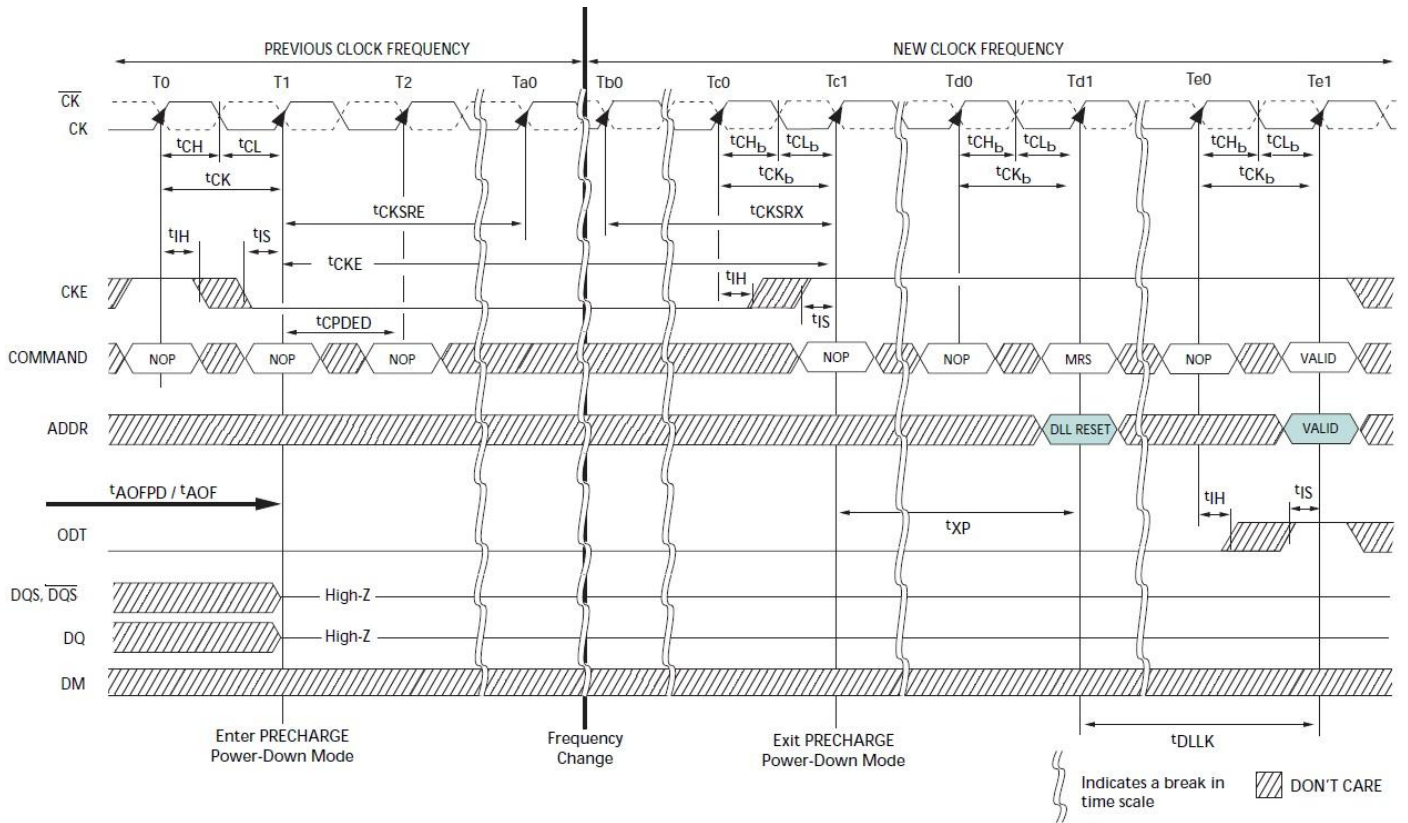 PREVIOUS CLOCK FREQUENCY
NEW CLOCK FREQUENCY
T0
T1
T2
Ta0
Tb0
Tc0
Tc1
Td0
Td1
Te0
Te1
CK
CK
tCH
tCL
tCHb
tCLb
tCHb
tCLb
tCHb
tCLb
tCK
tCKb
tCKb
tCKb
tCKSRE
tCKSRX
tIH
tIS
tCKE
tIH
CKE
tIS
tCPDED
COMMAND
NOP
NOP
NOP
NOP
NOP
MRS
NOP
VALID
ADDR
DLL RESET
VALID
tAOFPD / tAOF
tIH
tIS
tXP
ODT
DQS, DQS
High-Z
DQ
High-Z
DM
Enter PRECHARGE
Power-Down Mode
Frequency
Change
Exit PRECHARGE
Power-Down Mode
tDLLK
Indicates a break in
time scale
DON'T CARE